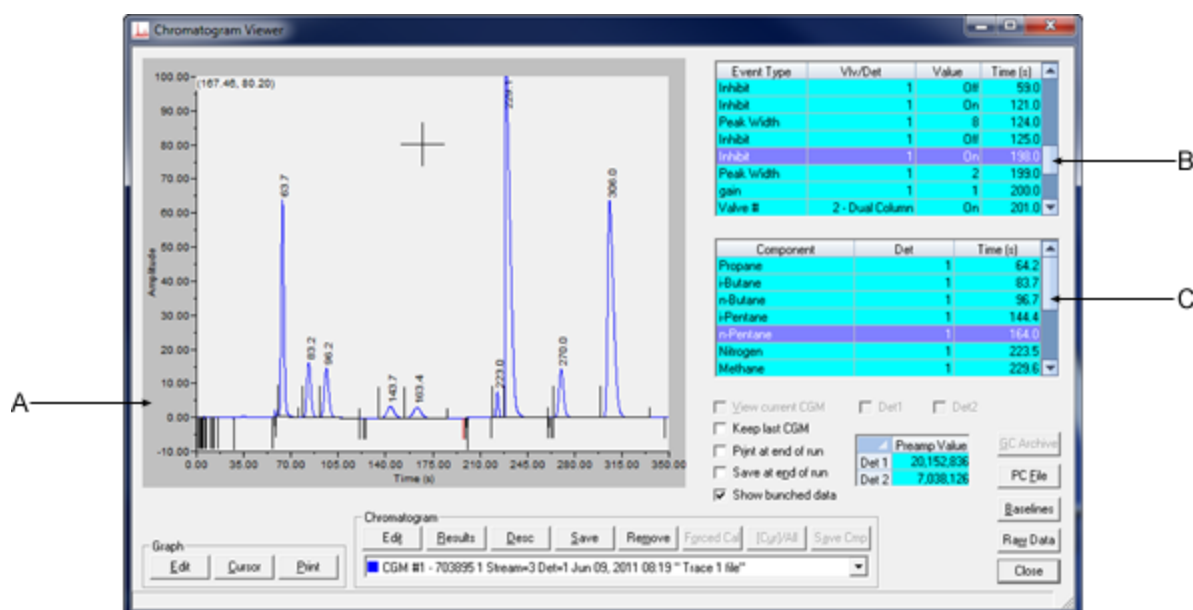 Chromatogram Viewer
(167.46, 80.20)
100.00
90.00
80.00
70.00
60.00
50.00
40.00
30.00
20.00
10.00
0.00
-10.00
Amplitude
63.7
83.2
96.2
143.7
163.4
223.0
229.1
270.0
306.0
0.00 35.00 70.00 105.00 140.00 175.00 210.00 245.00 280.00 315.00 350.00
Time (s)
A
Event Type Vlv/Det Value Time (s)
Inhibit 1 Off 59.0
Inhibit 1 On 121.0
Peak Width 1 8 124.0
Inhibit 1 Off 125.0
Inhibit 1 On 198.0
Peak Width 1 2 199.0
gain 1 1 200.0
Valve # 2 - Dual Column On 201.0
B
Component Det Time (s)
Propane 1 64.2
i-Butane 1 83.7
n-Butane 1 96.7
i-Pentane 1 144.4
n-Pentane 1 164.0
Nitrogen 1 223.5
Methane 1 229.6
C
View current CGM Det1 Det2
Keep last CGM
Print at end of run
Save at end of run
Show bunched data
Preamp Value
Det 1 20,152,836
Det 2 7,038,126
GC Archive
PC File
Baselines
Raw Data
Close
Graph
Edit Cursor Print
Chromatogram
Edit Results Desc Save Remove Forced Cal [Cyr]/All Save Cmp
CGM #1 - 703895 1 Stream=3 Det=1 Jun 09, 2011 08:19 " Trace 1 file"